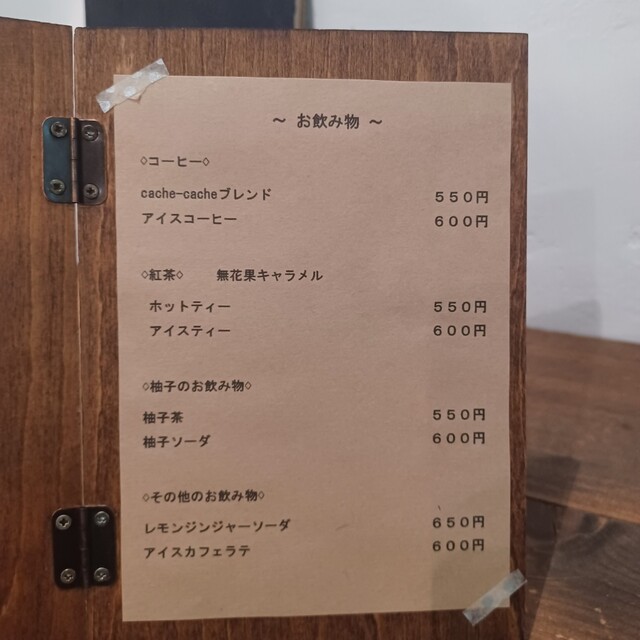 ～ お飲み物 ～
◇コーヒー◇
cache-cacheブレンド ５５０円
アイスコーヒー ６００円
◇紅茶◇ 無花果キャラメル
ホットティー ５５０円
アイスティー ６００円
◇柚子のお飲み物◇
柚子茶 ５５０円
柚子ソーダ ６００円
◇その他のお飲み物◇
レモンジンジャーソーダ ６５０円
アイスカフェラテ ６００円